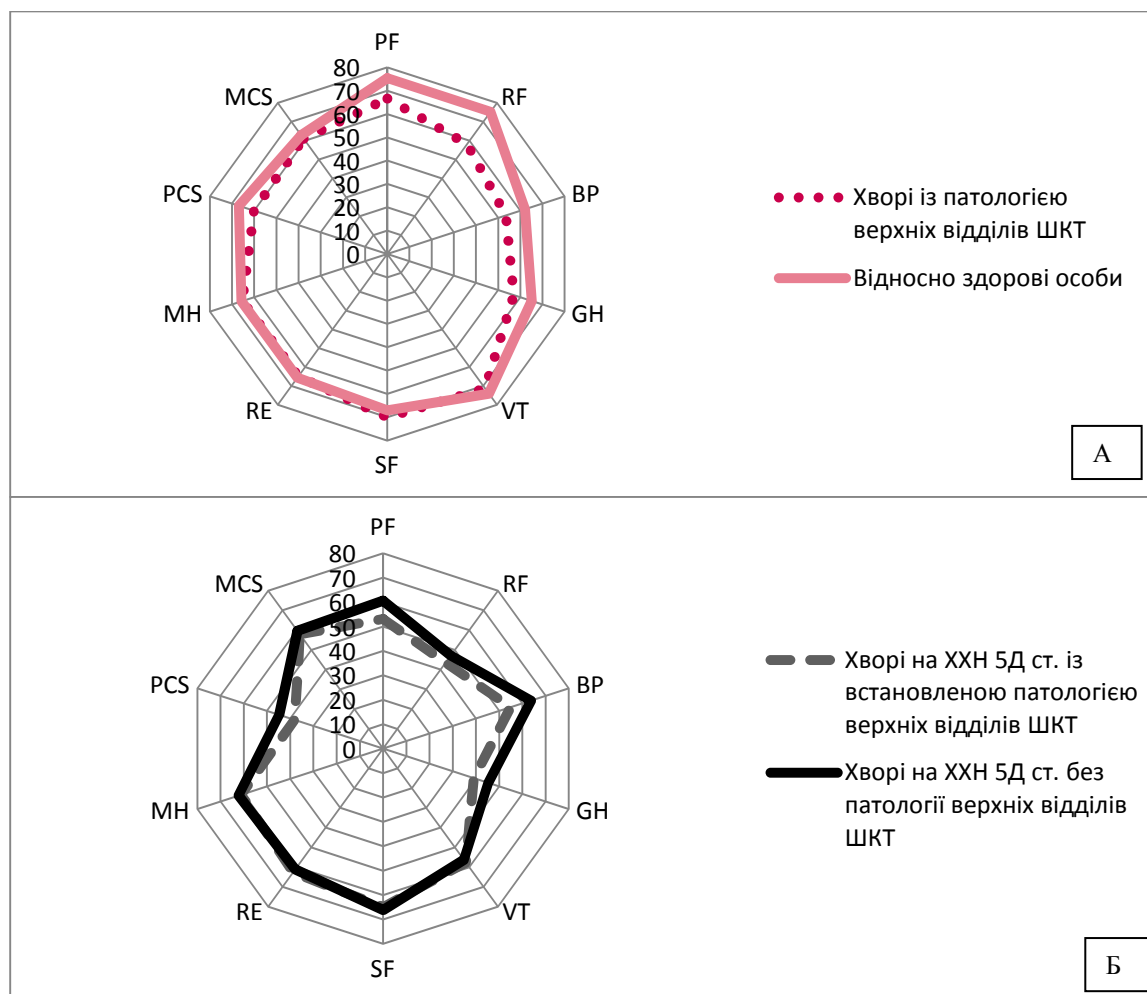 PF
80
70
60
50
40
30
20
10
0
RF
BP
GH
VT
SF
RE
MH
PCS
MCS
Хворі із патологією
верхніх відділів ШКТ
Відносно здорові особи
А
PF
80
70
60
50
40
30
20
10
0
RF
BP
GH
VT
SF
RE
MH
PCS
MCS
Хворі на ХХН 5Д ст. із
встановленою патологією
верхніх відділів ШКТ
Хворі на ХХН 5Д ст. без
патології верхніх відділів
ШКТ
Б